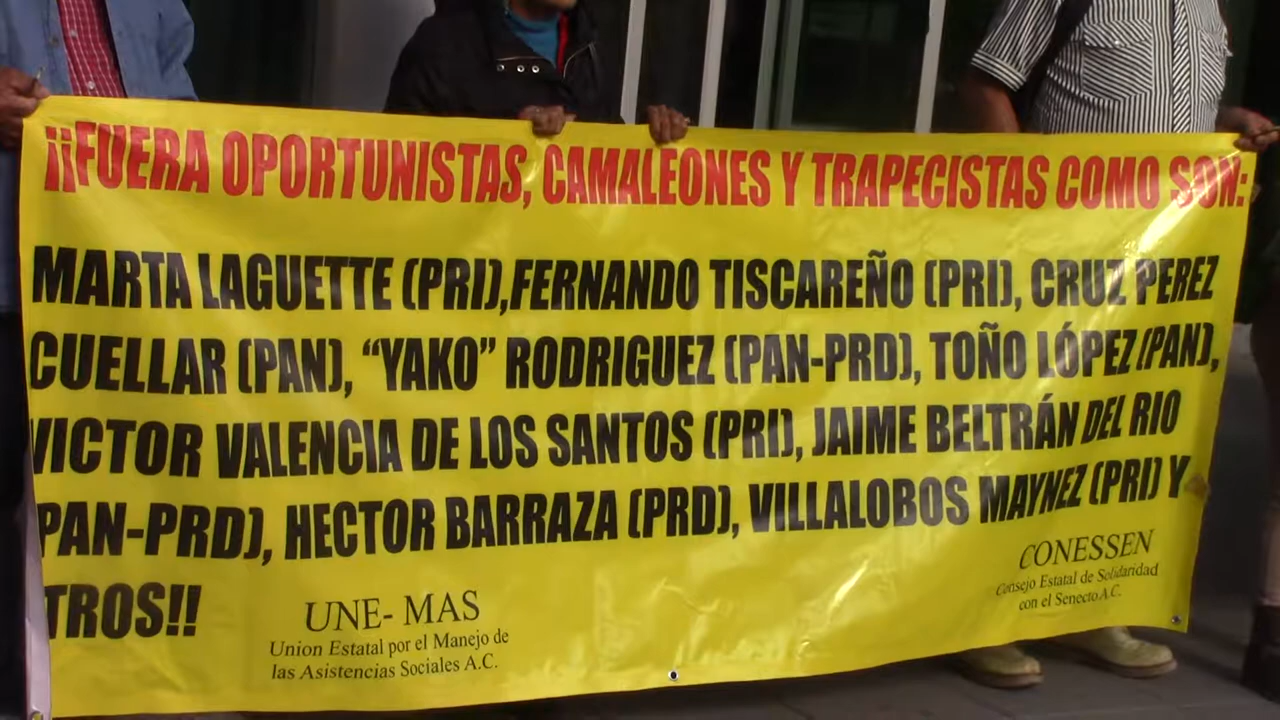 ¡¡FUERA OPORTUNISTAS, CAMALEONES Y TRAPECISTAS COMO SON:
MARTA LAGUETTE (PRI),FERNANDO TISCAREÑO (PRI), CRUZ PEREZ
CUELLAR (PAN), “YAKO” RODRIGUEZ (PAN-PRD), TOÑO LÓPEZ (PAN),
VICTOR VALENCIA DE LOS SANTOS (PRI), JAIME BELTRÁN DEL RIO
PAN-PRD), HECTOR BARRAZA (PRD), VILLALOBOS MAYNEZ (PRI) Y
TROS!!
UNE- MAS
Union Estatal por el Manejo de
las Asistencias Sociales A.C.
CONESSEN
Consejo Estatal de Solidaridad
con el Senecto A.C.